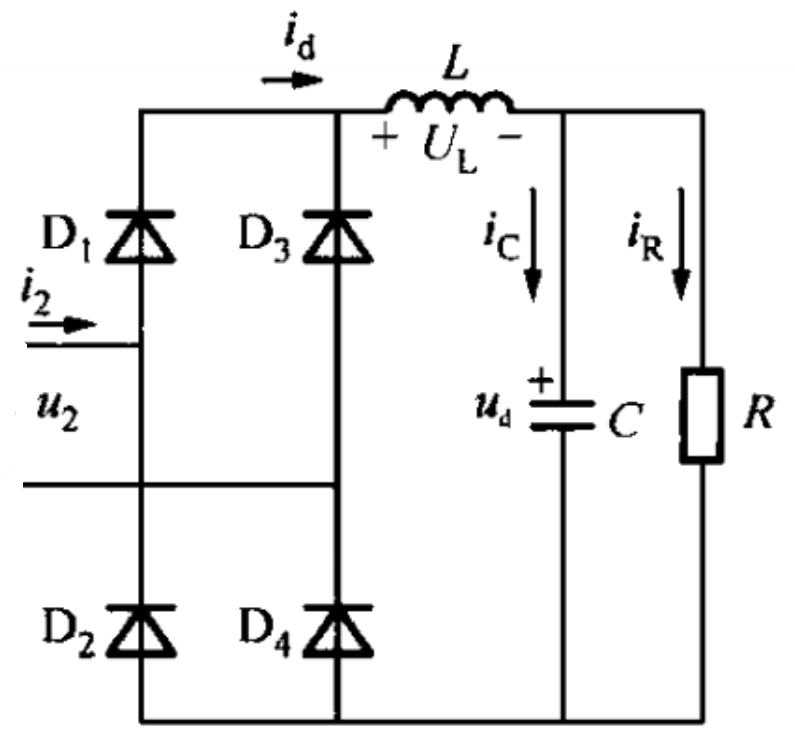 i_d
L
+ U_L −
D_1 D_3 i_C i_R
i_2
u_2 u_d + C R
D_2 D_4